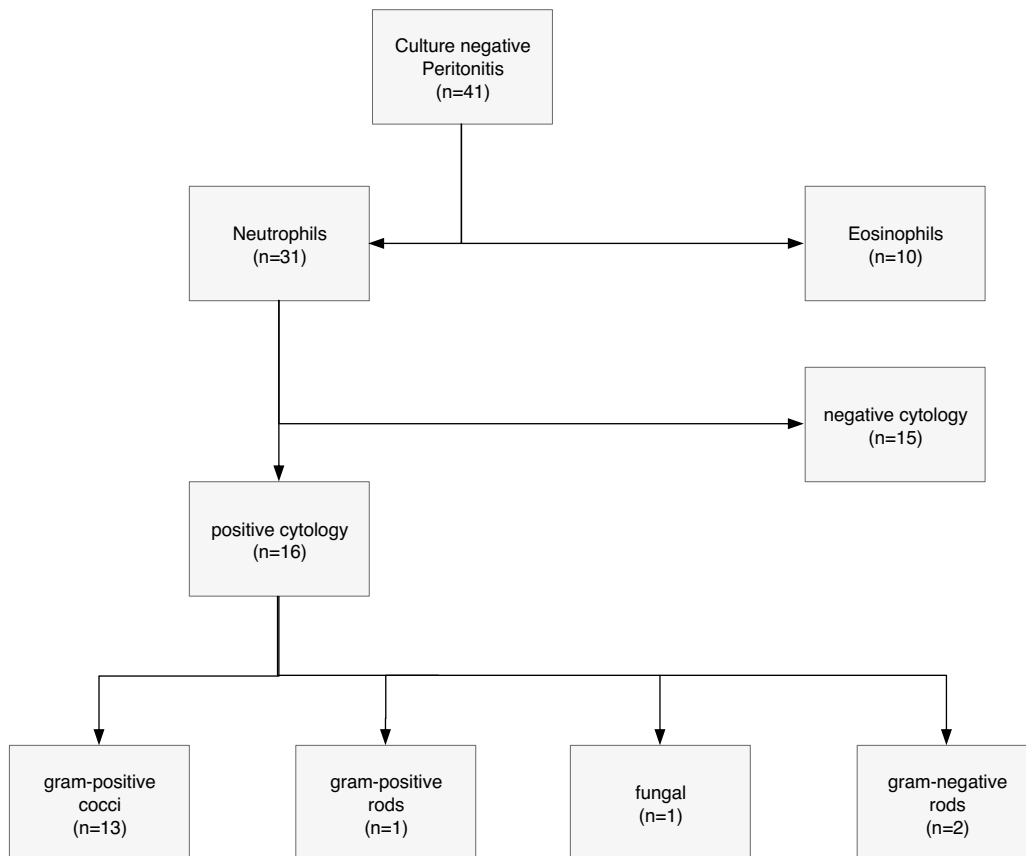 Culture negative
Peritonitis
(n=41)
Neutrophils
(n=31)
Eosinophils
(n=10)
negative cytology
(n=15)
positive cytology
(n=16)
gram-positive
cocci
(n=13)
gram-positive
rods
(n=1)
fungal
(n=1)
gram-negative
rods
(n=2)